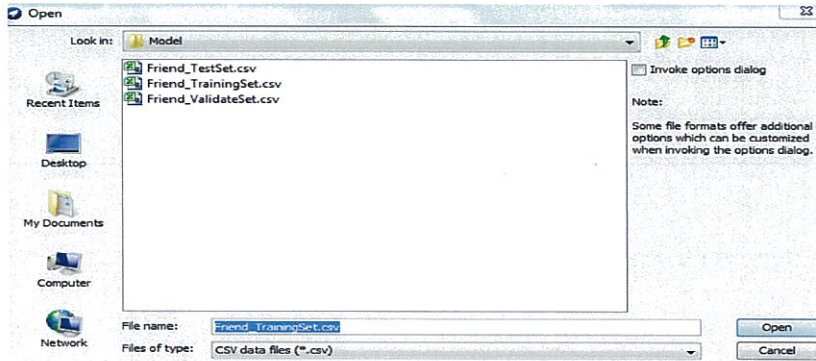 Open
Look in:
Model
Friend_TestSet.csv
Friend_TrainingSet.csv
Friend_ValidateSet.csv
Recent Items
Desktop
My Documents
Computer
Network
Invoke options dialog
Note:
Some file formats offer additional
options which can be customized
when invoking the options dialog.
File name:
Friend_TrainingSet.csv
Open
Files of type:
CSV data files (*.csv)
Cancel